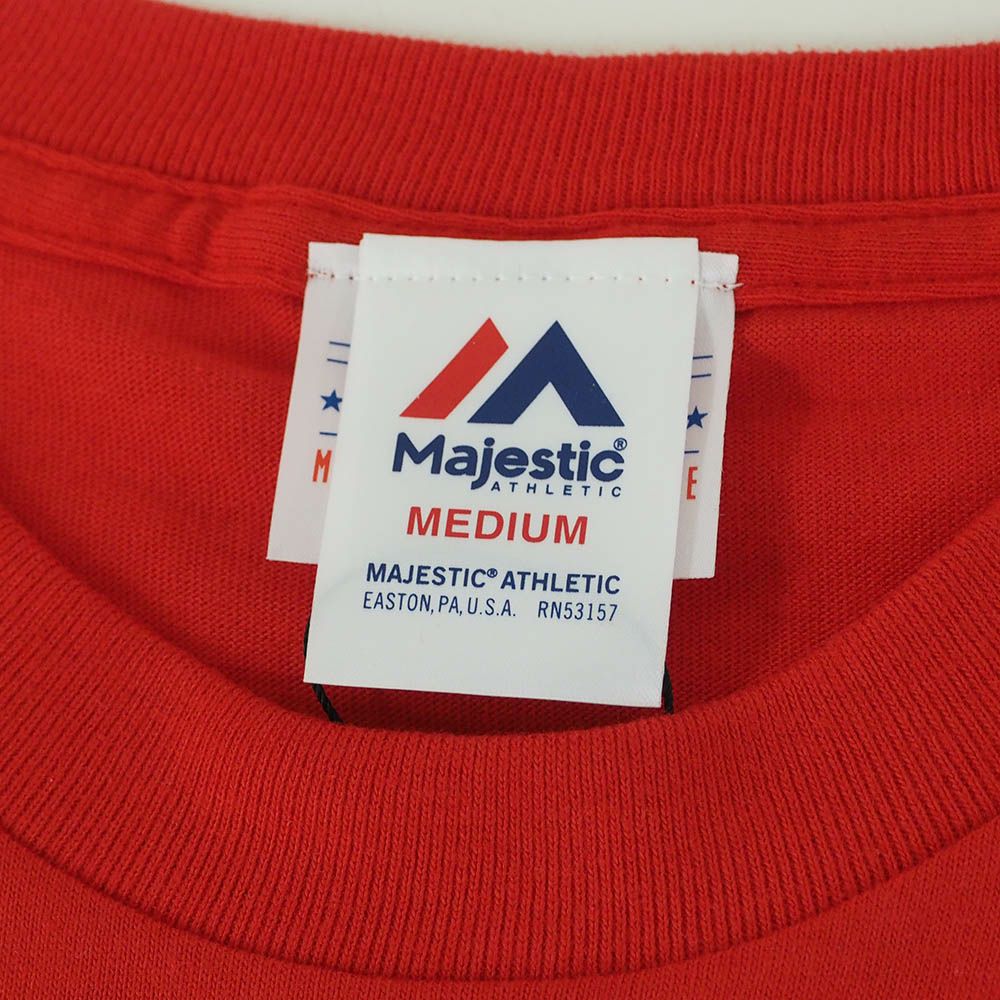 Majestic®
ATHLETIC
MEDIUM
MAJESTIC® ATHLETIC
EASTON, PA, U.S.A. RN53157
M
E